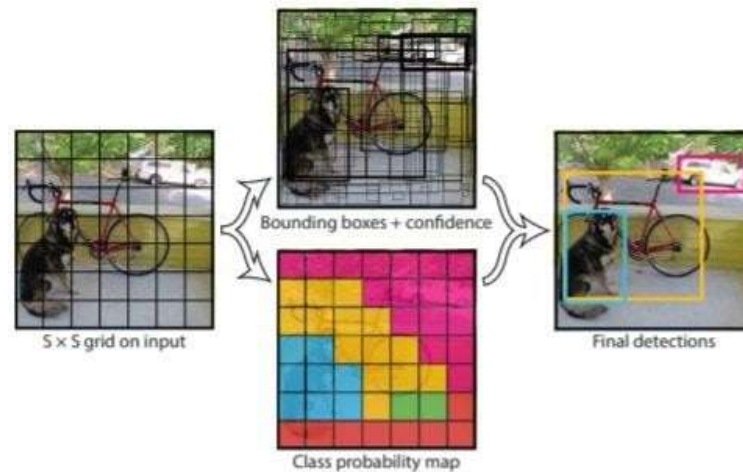 S × S grid on input
Bounding boxes + confidence
Class probability map
Final detections